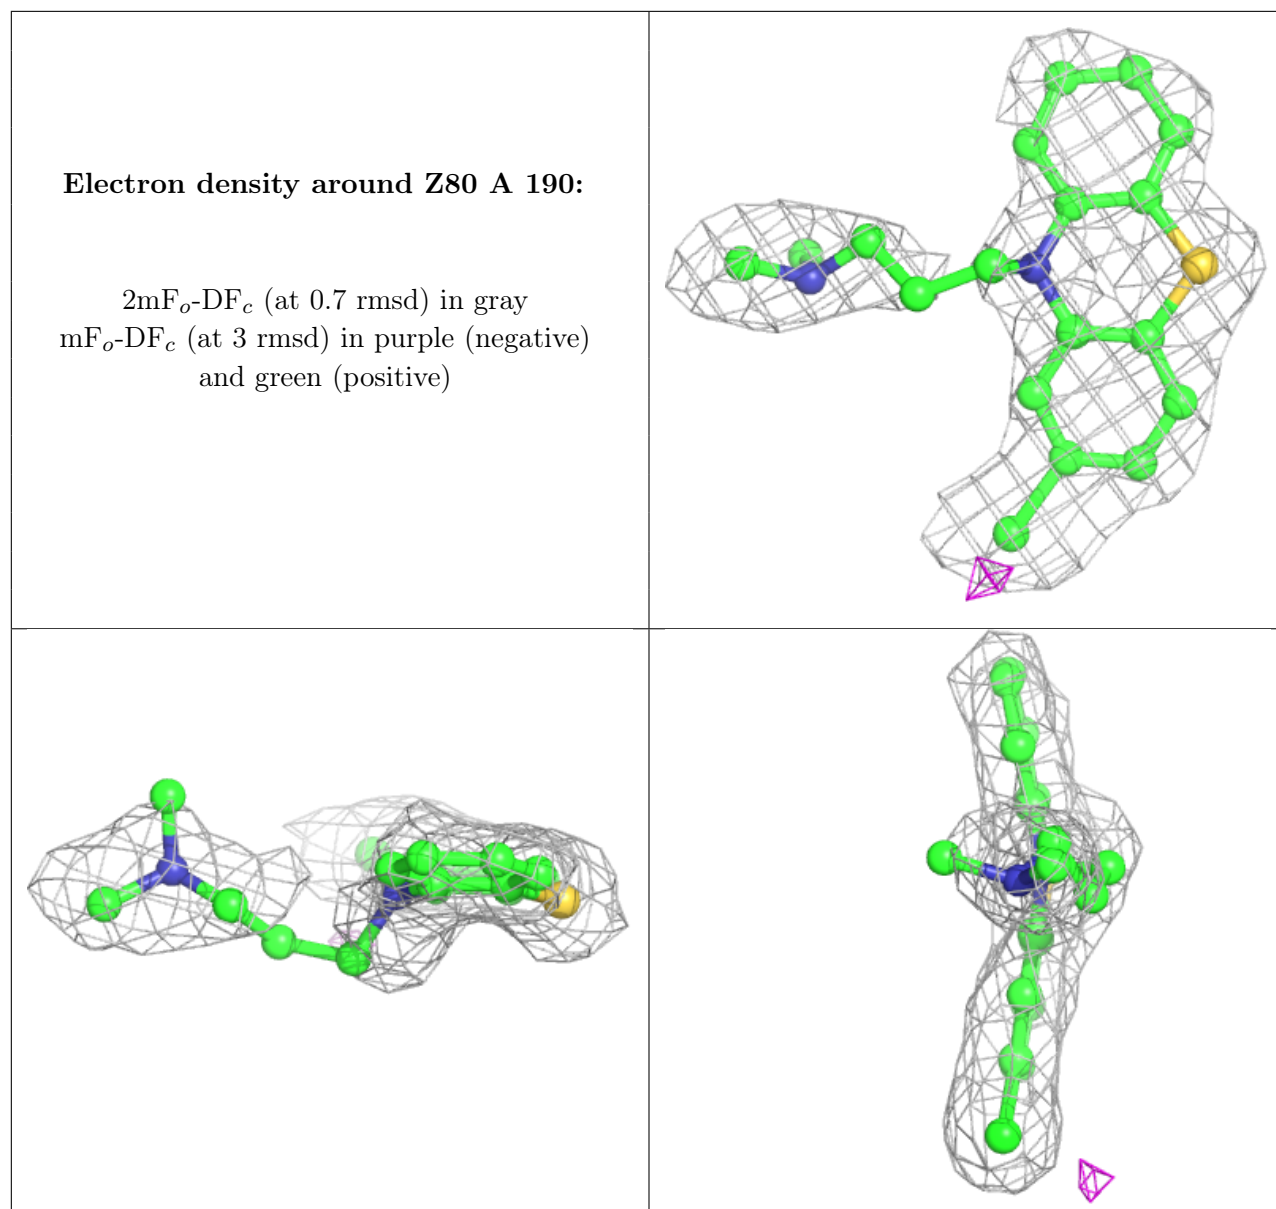 Electron density around Z80 A 190:
2mFo-DFc (at 0.7 rmsd) in gray
mFo-DFc (at 3 rmsd) in purple (negative)
and green (positive)